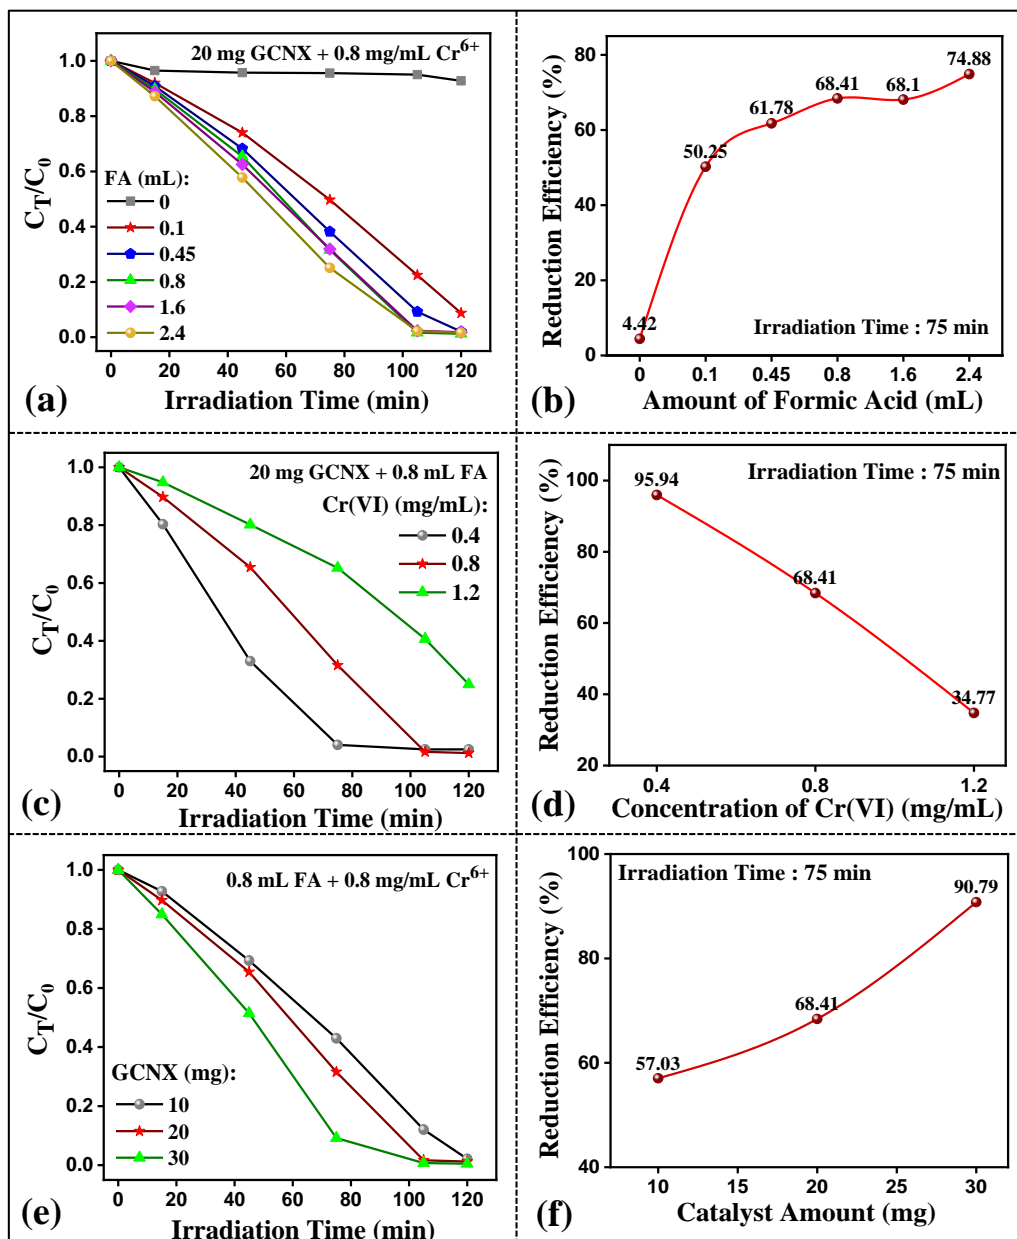 20 mg GCNX + 0.8 mg/mL Cr6+
1.0
0.8
0.6
0.4
0.2
0.0
CT/C0
FA (mL):
0
0.1
0.45
0.8
1.6
2.4
0 20 40 60 80 100 120
(a) Irradiation Time (min)
80
60
40
20
0
Reduction Efficiency (%)
4.42
50.25
61.78
68.41
68.1
74.88
Irradiation Time : 75 min
0 0.1 0.45 0.8 1.6 2.4
(b) Amount of Formic Acid (mL)
1.0
0.8
0.6
0.4
0.2
0.0
CT/C0
20 mg GCNX + 0.8 mL FA
Cr(VI) (mg/mL):
0.4
0.8
1.2
0 20 40 60 80 100 120
(c) Irradiation Time (min)
100
80
60
40
20
Reduction Efficiency (%)
Irradiation Time : 75 min
95.94
68.41
34.77
0.4 0.8 1.2
(d) Concentration of Cr(VI) (mg/mL)
1.0
0.8
0.6
0.4
0.2
0.0
CT/C0
0.8 mL FA + 0.8 mg/mL Cr6+
GCNX (mg):
10
20
30
0 20 40 60 80 100 120
(e) Irradiation Time (min)
100
80
60
40
Reduction Efficiency (%)
Irradiation Time : 75 min
90.79
68.41
57.03
10 15 20 25 30
(f) Catalyst Amount (mg)